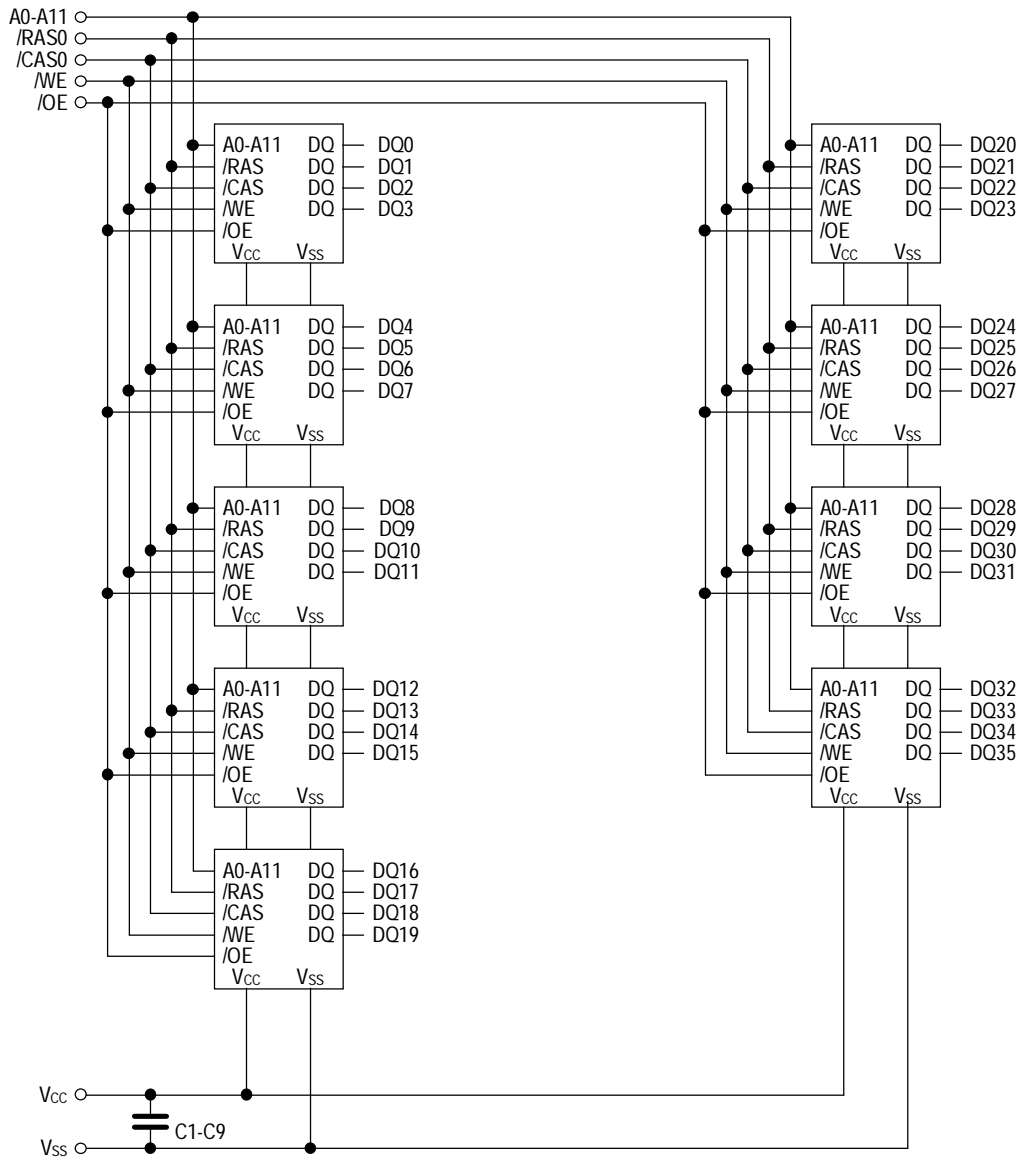 A0-A11
/RAS0
/CAS0
/WE
/OE
A0-A11 DQ DQ0
/RAS DQ DQ1
/CAS DQ DQ2
/WE DQ DQ3
/OE
VCC VSS
A0-A11 DQ DQ4
/RAS DQ DQ5
/CAS DQ DQ6
/WE DQ DQ7
/OE
VCC VSS
A0-A11 DQ DQ8
/RAS DQ DQ9
/CAS DQ DQ10
/WE DQ DQ11
/OE
VCC VSS
A0-A11 DQ DQ12
/RAS DQ DQ13
/CAS DQ DQ14
/WE DQ DQ15
/OE
VCC VSS
A0-A11 DQ DQ16
/RAS DQ DQ17
/CAS DQ DQ18
/WE DQ DQ19
/OE
VCC VSS
A0-A11 DQ DQ20
/RAS DQ DQ21
/CAS DQ DQ22
/WE DQ DQ23
/OE
VCC VSS
A0-A11 DQ DQ24
/RAS DQ DQ25
/CAS DQ DQ26
/WE DQ DQ27
/OE
VCC VSS
A0-A11 DQ DQ28
/RAS DQ DQ29
/CAS DQ DQ30
/WE DQ DQ31
/OE
VCC VSS
A0-A11 DQ DQ32
/RAS DQ DQ33
/CAS DQ DQ34
/WE DQ DQ35
/OE
VCC VSS
VCC
C1-C9
VSS